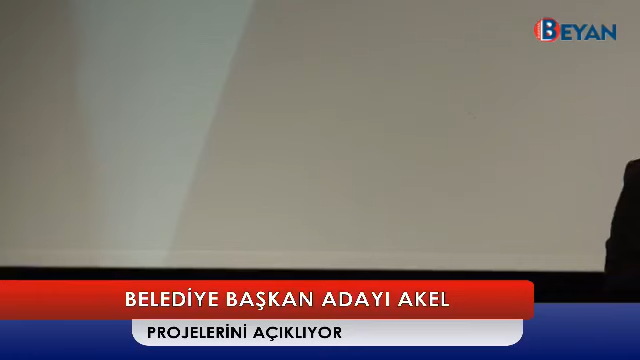 BEYAN
BELEDİYE BAŞKAN ADAYI AKEL
PROJELERİNİ AÇIKLIYOR